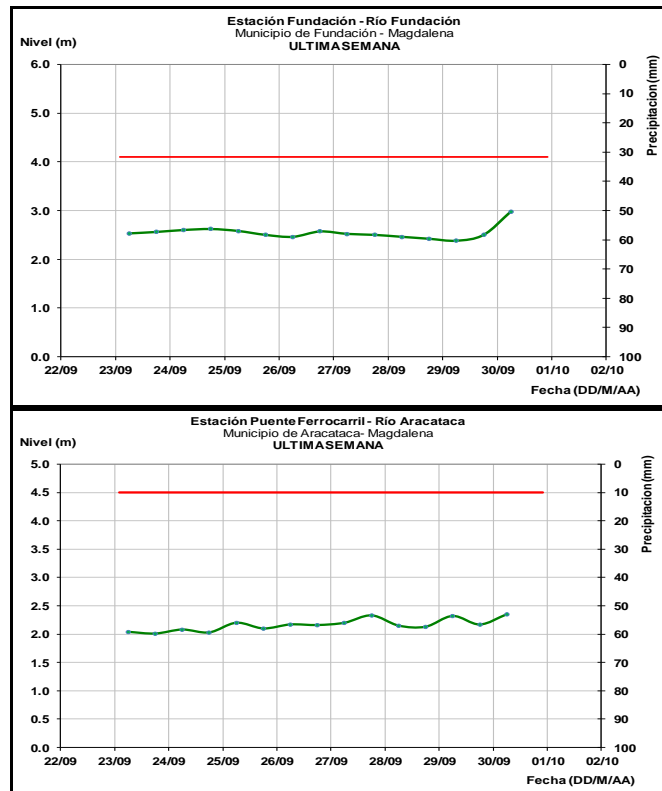 Estación Fundación - Río Fundación
Municipio de Fundación - Magdalena
ULTIMA SEMANA
Nivel (m)
Precipitacion (mm)
6.0
5.0
4.0
3.0
2.0
1.0
0.0
0
10
20
30
40
50
60
70
80
90
100
22/09 23/09 24/09 25/09 26/09 27/09 28/09 29/09 30/09 01/10 02/10
Fecha (DD/M/AA)
Estación Puente Ferrocarril - Río Aracataca
Municipio de Aracataca- Magdalena
ULTIMA SEMANA
Nivel (m)
Precipitacion (mm)
5.0
4.5
4.0
3.5
3.0
2.5
2.0
1.5
1.0
0.5
0.0
0
10
20
30
40
50
60
70
80
90
100
22/09 23/09 24/09 25/09 26/09 27/09 28/09 29/09 30/09 01/10 02/10
Fecha (DD/M/AA)